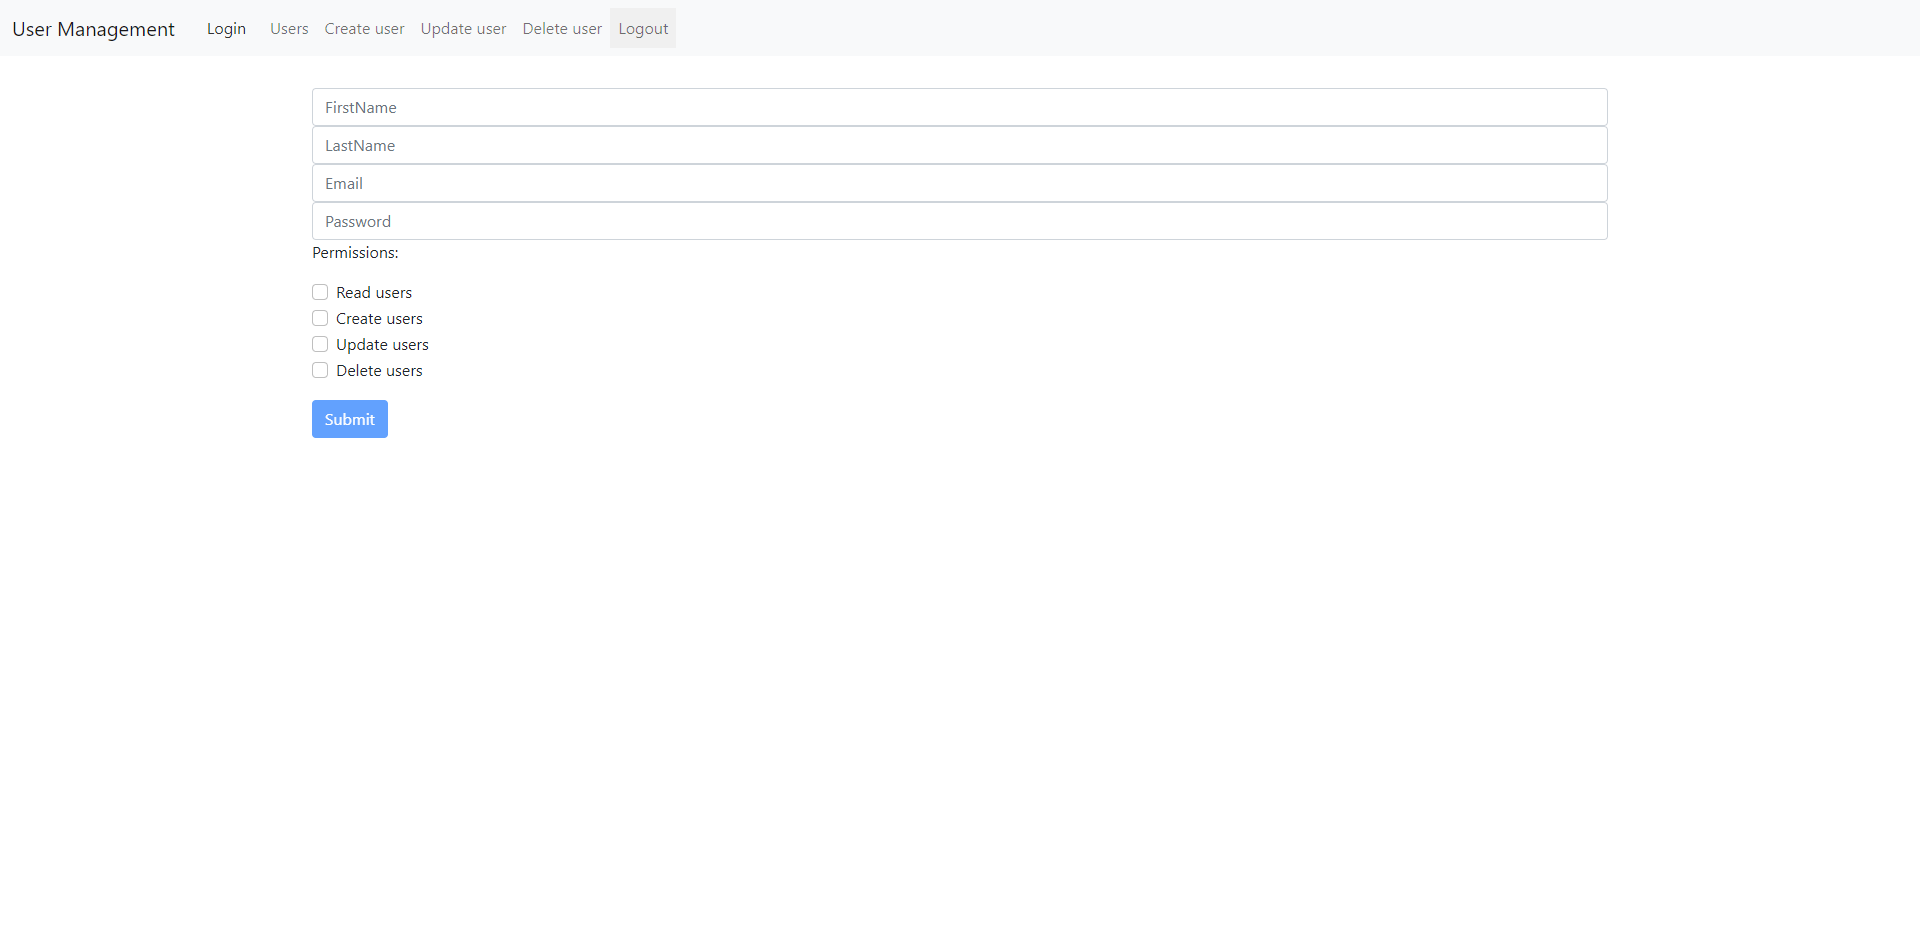 User Management Login Users Create user Update user Delete user Logout
FirstName
LastName
Email
Password
Permissions:
Read users
Create users
Update users
Delete users
Submit